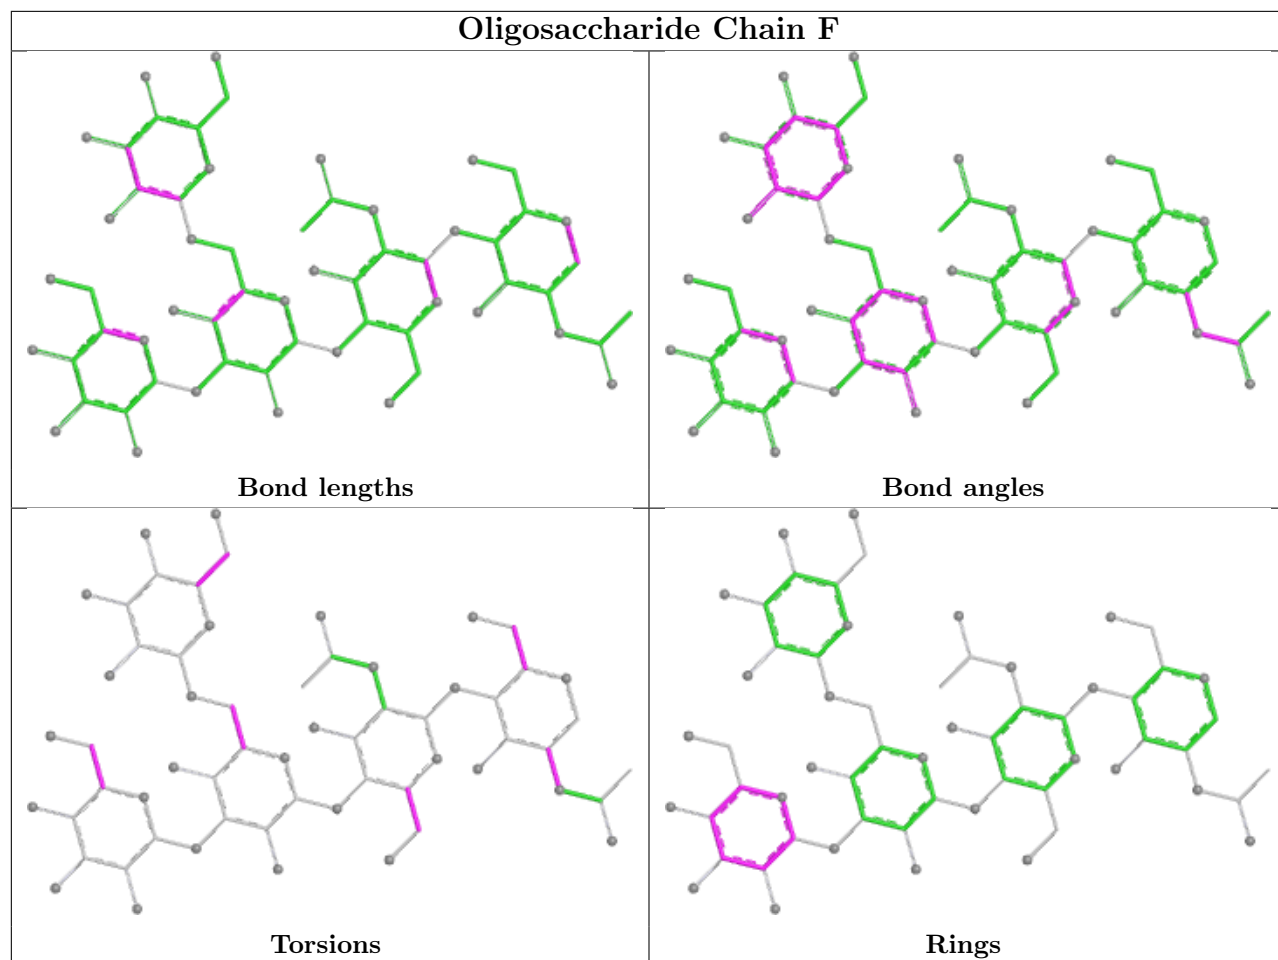 Oligosaccharide Chain F
Bond lengths
Bond angles
Torsions
Rings